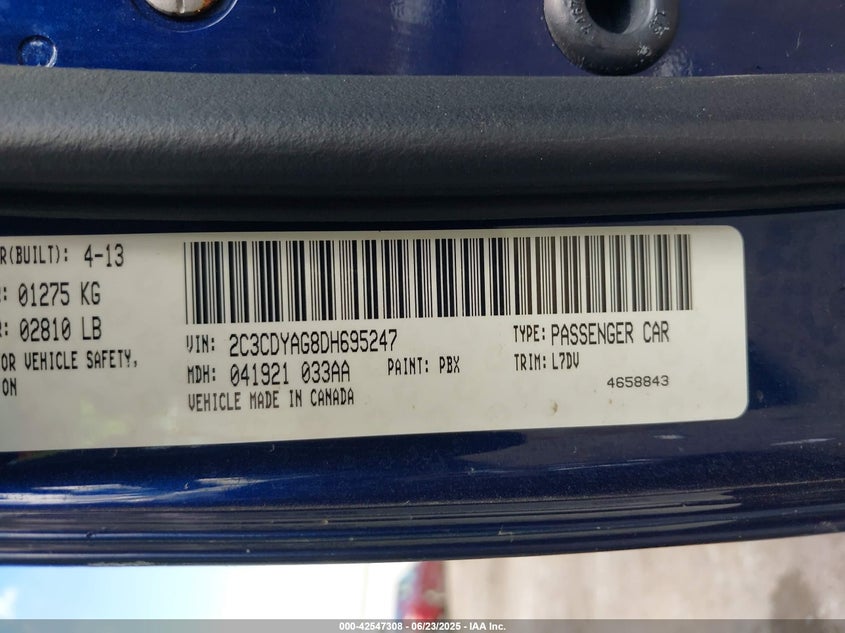 R(BUILT): 4-13
: 01275 KG
: 02810 LB
OR VEHICLE SAFETY,
ON
VIN: 2C3CDYAG8DH695247
TYPE: PASSENGER CAR
MDH: 041921 033AA
PAINT: PBX
TRIM: L7DV
VEHICLE MADE IN CANADA
4658843
000-42547308 - 06/23/2025 - IAA Inc.